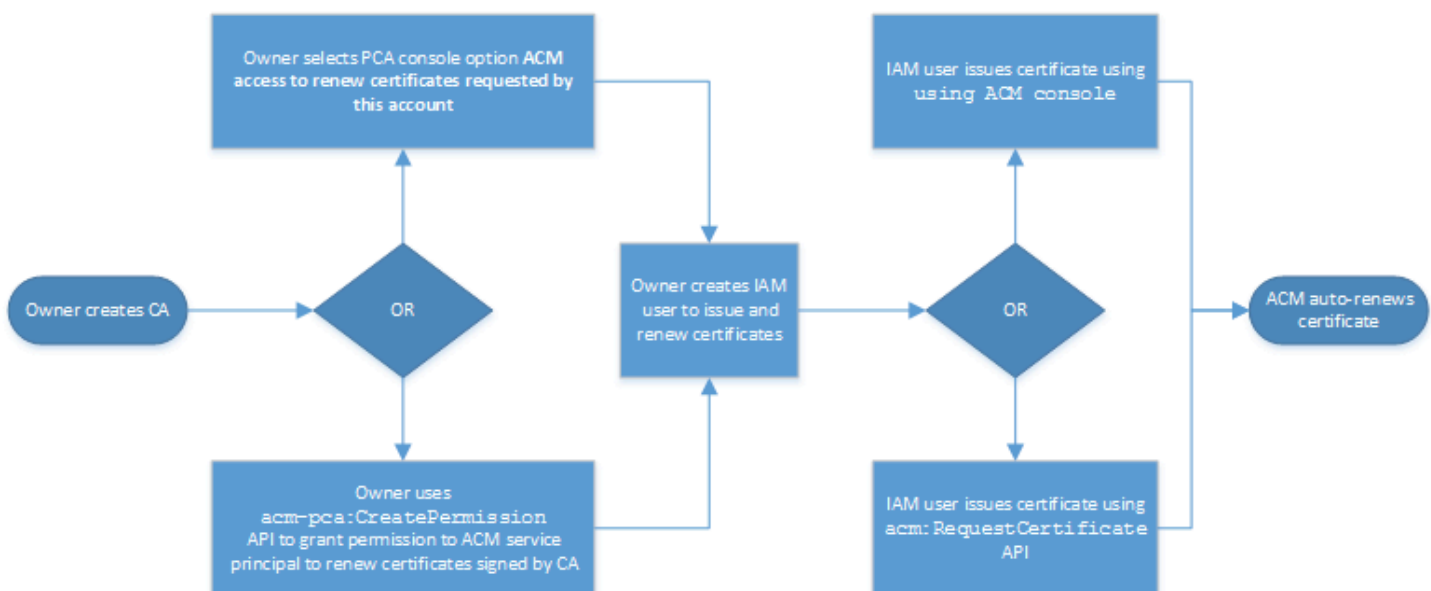 Owner selects PCA console option ACM
access to renew certificates requested by
this account
IAM user issues certificate using
using ACM console
Owner creates CA
OR
Owner creates IAM
user to issue and
renew certificates
OR
ACM auto-renews
certificate
Owner uses
acm-pca:CreatePermission
API to grant permission to ACM service
principal to renew certificates signed by CA
IAM user issues certificate using
acm:RequestCertificate
API